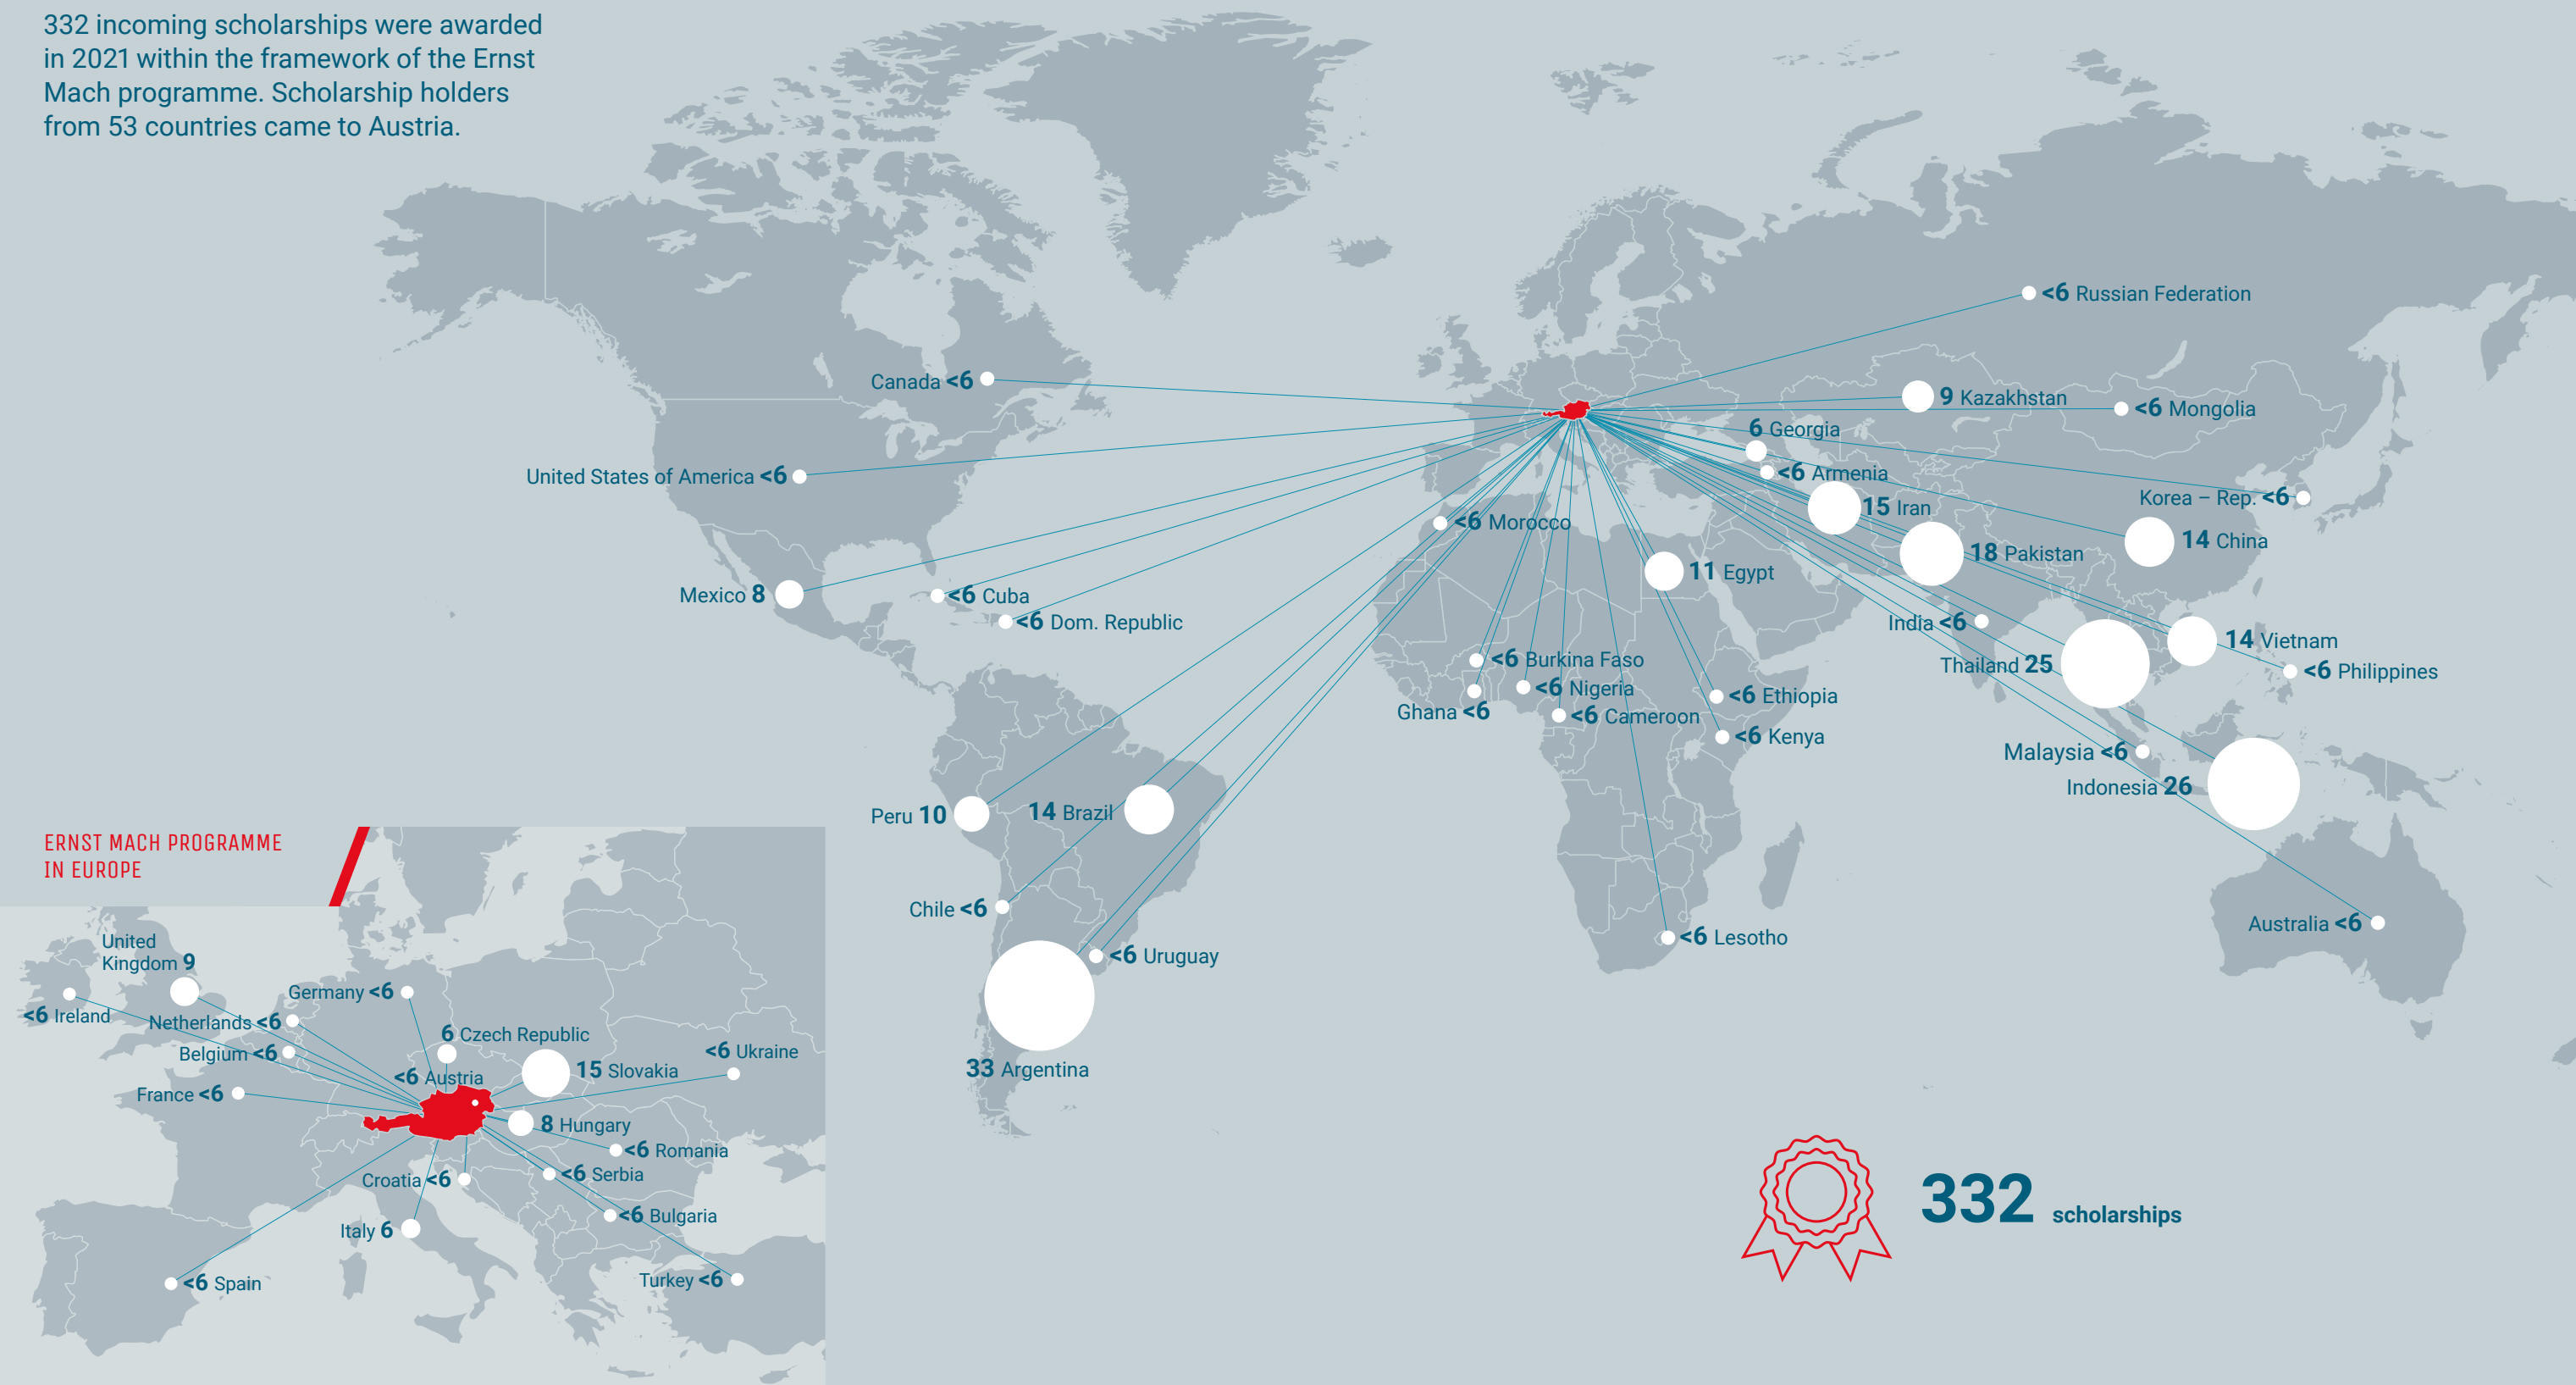 332 incoming scholarships were awarded
in 2021 within the framework of the Ernst
Mach programme. Scholarship holders
from 53 countries came to Austria.
<6 Russian Federation
Canada <6
9 Kazakhstan
<6 Mongolia
6 Georgia
<6 Armenia
United States of America <6
Korea – Rep. <6
15 Iran
<6 Morocco
14 China
18 Pakistan
11 Egypt
Mexico 8
<6 Cuba
<6 Dom. Republic
India <6
14 Vietnam
<6 Burkina Faso
Thailand 25
<6 Philippines
<6 Nigeria
<6 Ethiopia
Ghana <6
<6 Cameroon
<6 Kenya
Malaysia <6
Indonesia 26
Peru 10
14 Brazil
Chile <6
Australia <6
<6 Lesotho
<6 Uruguay
33 Argentina
ERNST MACH PROGRAMME
IN EUROPE
United
Kingdom 9
Germany <6
<6 Ireland
Netherlands <6
6 Czech Republic
Belgium <6
<6 Ukraine
15 Slovakia
<6 Austria
France <6
8 Hungary
<6 Romania
<6 Serbia
Croatia <6
<6 Bulgaria
Italy 6
Turkey <6
<6 Spain
332 scholarships